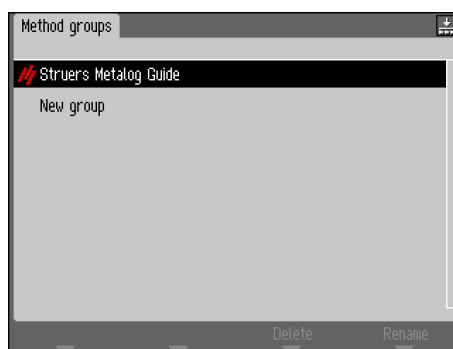 Method groups
Struers Metalog Guide
New group
Delete Rename